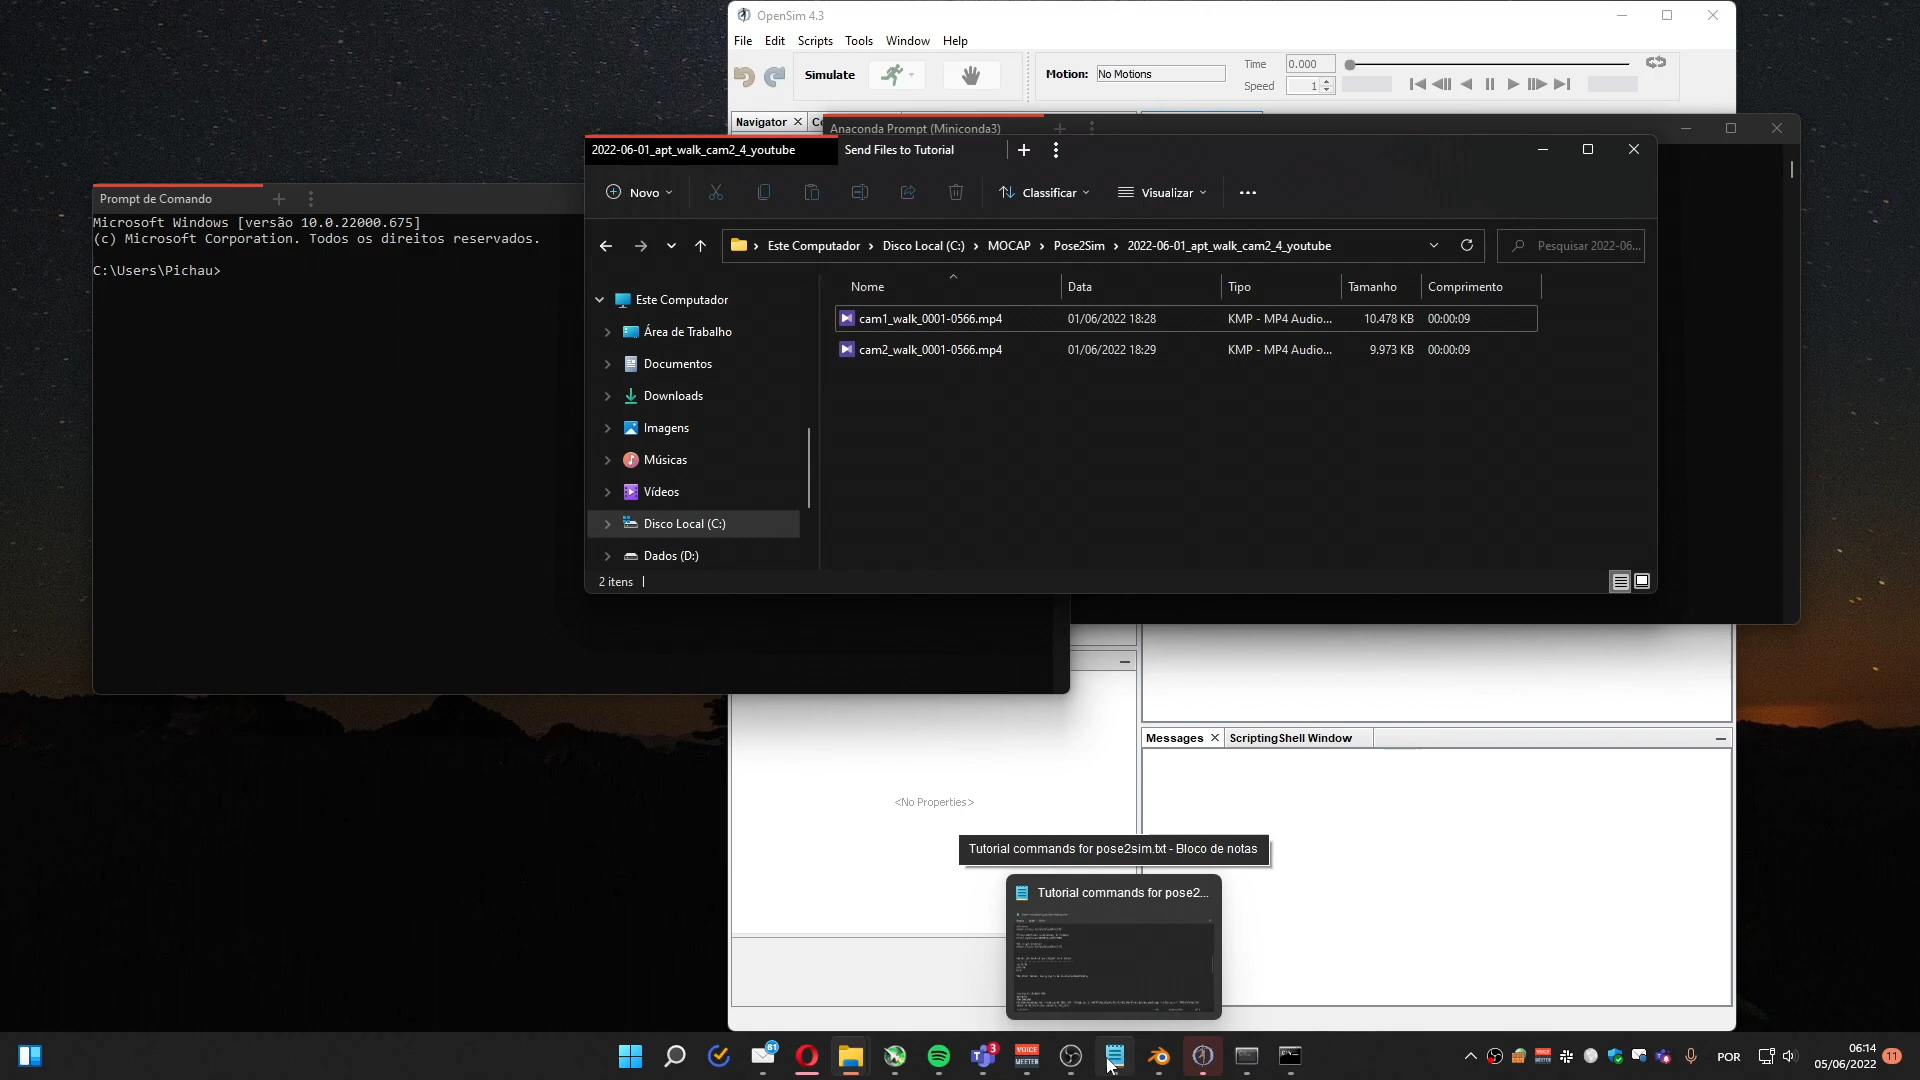 OpenSim 4.3
File Edit Scripts Tools Window Help
Simulate
Motion: No Motions
Time 0.000
Speed 1
Navigator
Anaconda Prompt (Miniconda3)
2022-06-01_apt_walk_cam2_4_youtube
Send Files to Tutorial
Novo
Classificar
Visualizar
Prompt de Comando
Microsoft Windows [versão 10.0.22000.675]
(c) Microsoft Corporation. Todos os direitos reservados.
C:\Users\Pichau>
Este Computador > Disco Local (C:) > MOCAP > Pose2Sim > 2022-06-01_apt_walk_cam2_4_youtube
Pesquisar 2022-06...
Nome Data Tipo Tamanho Comprimento
cam1_walk_0001-0566.mp4 01/06/2022 18:28 KMP - MP4 Audio... 10.478 KB 00:00:09
cam2_walk_0001-0566.mp4 01/06/2022 18:29 KMP - MP4 Audio... 9.973 KB 00:00:09
Este Computador
Área de Trabalho
Documentos
Downloads
Imagens
Músicas
Vídeos
Disco Local (C:)
Dados (D:)
2 itens
Messages
ScriptingShell Window
<No Properties>
Tutorial commands for pose2sim.txt - Bloco de notas
Tutorial commands for pose2...
61
3
VOICE
MEETER
POR
06:14
05/06/2022
11